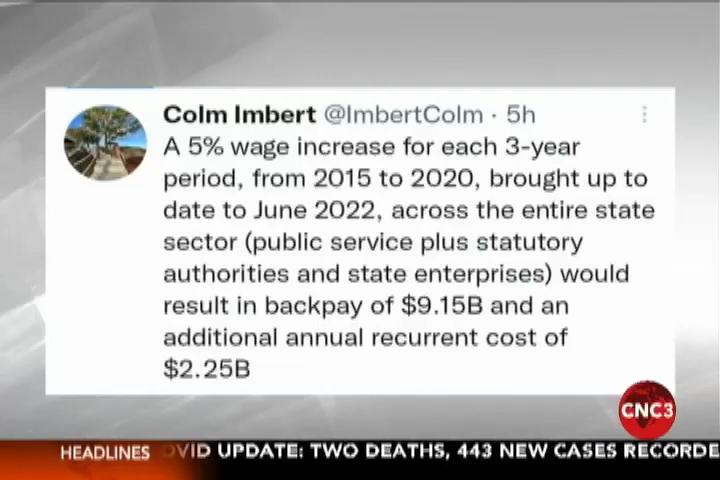 Colm Imbert @ImbertColm · 5h
A 5% wage increase for each 3-year
period, from 2015 to 2020, brought up to
date to June 2022, across the entire state
sector (public service plus statutory
authorities and state enterprises) would
result in backpay of $9.15B and an
additional annual recurrent cost of
$2.25B
CNC3
HEADLINES OVID UPDATE: TWO DEATHS, 443 NEW CASES RECORDE